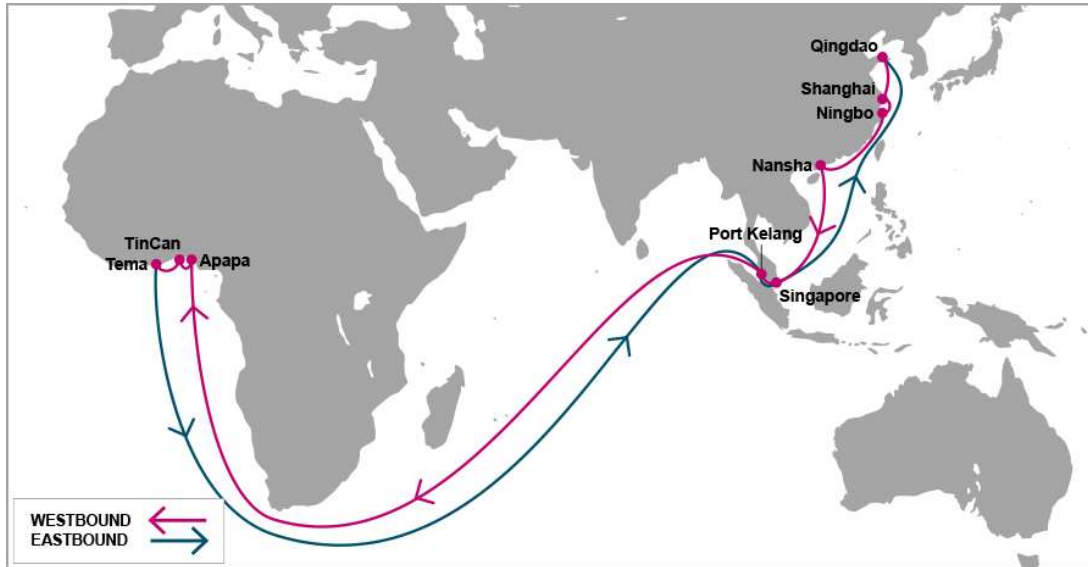 Qingdao
Shanghai
Ningbo
Nansha
Port Kelang
TinCan
Tema
Apapa
Singapore
WESTBOUND
EASTBOUND